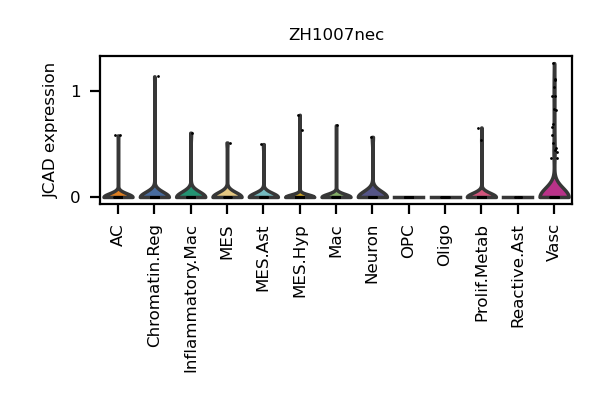 ZH1007nec
JCAD expression
1
0
AC
Chromatin.Reg
Inflammatory.Mac
MES
MES.Ast
MES.Hyp
Mac
Neuron
OPC
Oligo
Prolif.Metab
Reactive.Ast
Vasc